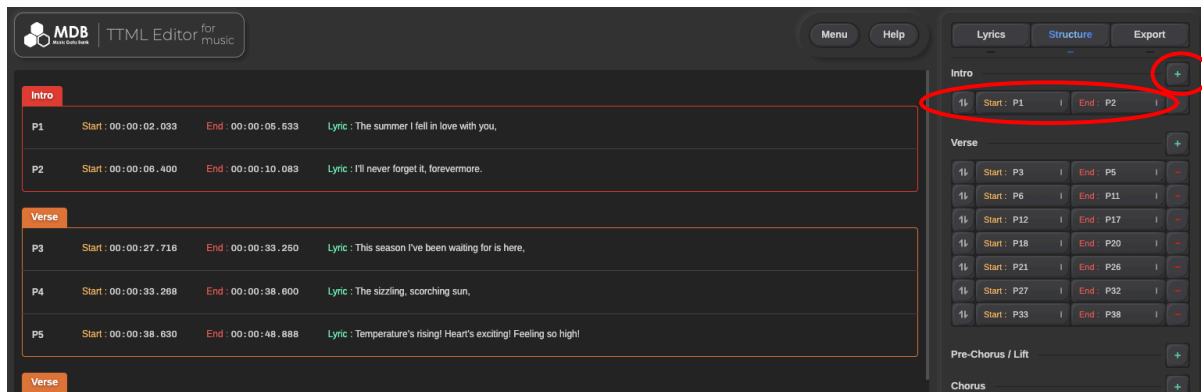 MDB
Music Data Bank
TTML Editor for music
Menu
Help
Lyrics
Structure
Export
Intro
P1 Start : 00:00:02.033 End : 00:00:05.533 Lyric : The summer I fell in love with you,
P2 Start : 00:00:06.400 End : 00:00:10.083 Lyric : I'll never forget it, forevermore.
Verse
P3 Start : 00:00:27.716 End : 00:00:33.250 Lyric : This season I've been waiting for is here,
P4 Start : 00:00:33.268 End : 00:00:38.600 Lyric : The sizzling, scorching sun,
P5 Start : 00:00:38.630 End : 00:00:48.888 Lyric : Temperature's rising! Heart's exciting! Feeling so high!
Verse
Intro +
Start : P1 End : P2
Verse +
Start : P3 End : P5 −
Start : P6 End : P11 −
Start : P12 End : P17 −
Start : P18 End : P20 −
Start : P21 End : P26 −
Start : P27 End : P32 −
Start : P33 End : P38 −
Pre-Chorus / Lift +
Chorus +